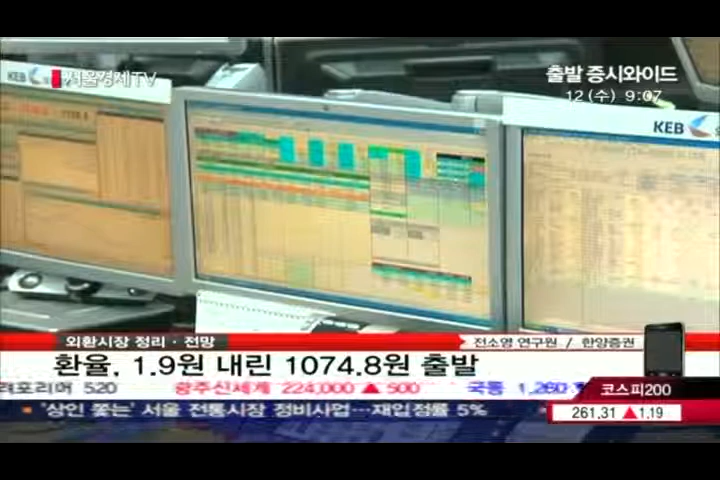 서울경제TV
출발 증시와이드
12 (수) 9:07
KEB
KEB
외환시장 정리·전망
전소영 연구원 / 한양증권
환율, 1.9원 내린 1074.8원 출발
려포리머 520 광주신세계 224,000 ▲ 500 국동 1,260
코스피200
261.31 ▲1.19
▪ '상인 쫓는' 서울 전통시장 정비사업…재입점률 5%